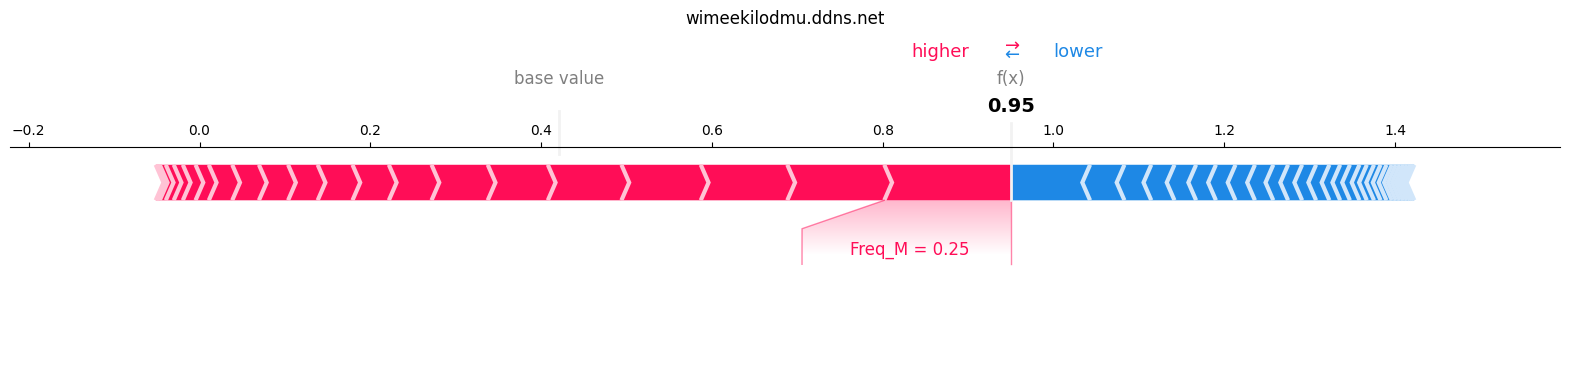 wimeekilodmu.ddns.net
higher ⇄ lower
base value f(x)
0.95
−0.2 0.0 0.2 0.4 0.6 0.8 1.0 1.2 1.4
Freq_M = 0.25